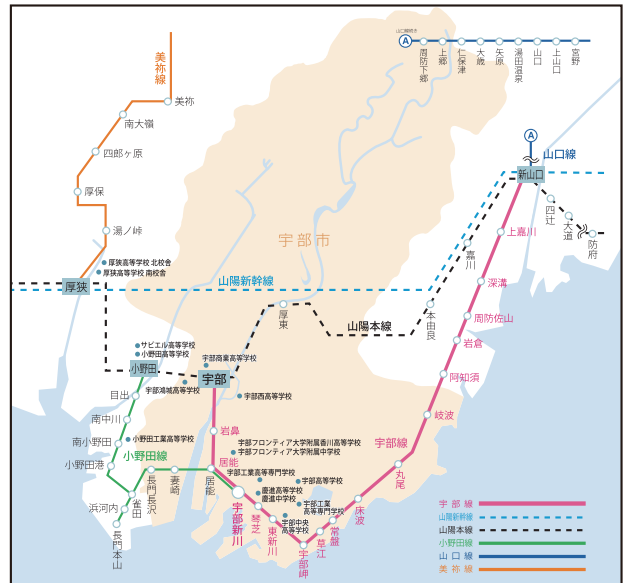 山口線続き
A
周防下郷
上郷
仁保津
大歳
矢原
湯田温泉
山口
上山口
宮野
美祢線
美祢
南大嶺
四郎ヶ原
厚保
湯ノ峠
厚狭高等学校 北校舎
厚狭高等学校 南校舎
厚狭
宇部市
A
山口線
新山口
四辻
大道
防府
上嘉川
嘉川
山陽新幹線
深溝
本由良
厚東
山陽本線
周防佐山
岩倉
サビエル高等学校
小野田高等学校
小野田
宇部商業高等学校
宇部
宇部鴻城高等学校
宇部西高等学校
阿知須
目出
南中川
南小野田
小野田港
小野田工業高等学校
小野田線
岐波
岩鼻
宇部フロンティア大学附属香川高等学校
宇部フロンティア大学附属中学校
宇部線
居能
宇部工業高等専門学校
宇部高等学校
慶進高等学校
慶進中学校
宇部工業
高等専門学校
宇部中央
高等学校
丸尾
床波
常盤
草江
宇部岬
東新川
琴芝
宇部新川
居能
妻崎
長門長沢
雀田
浜河内
長門本山
宇部線
山陽新幹線
山陽本線
小野田線
山口線
美祢線